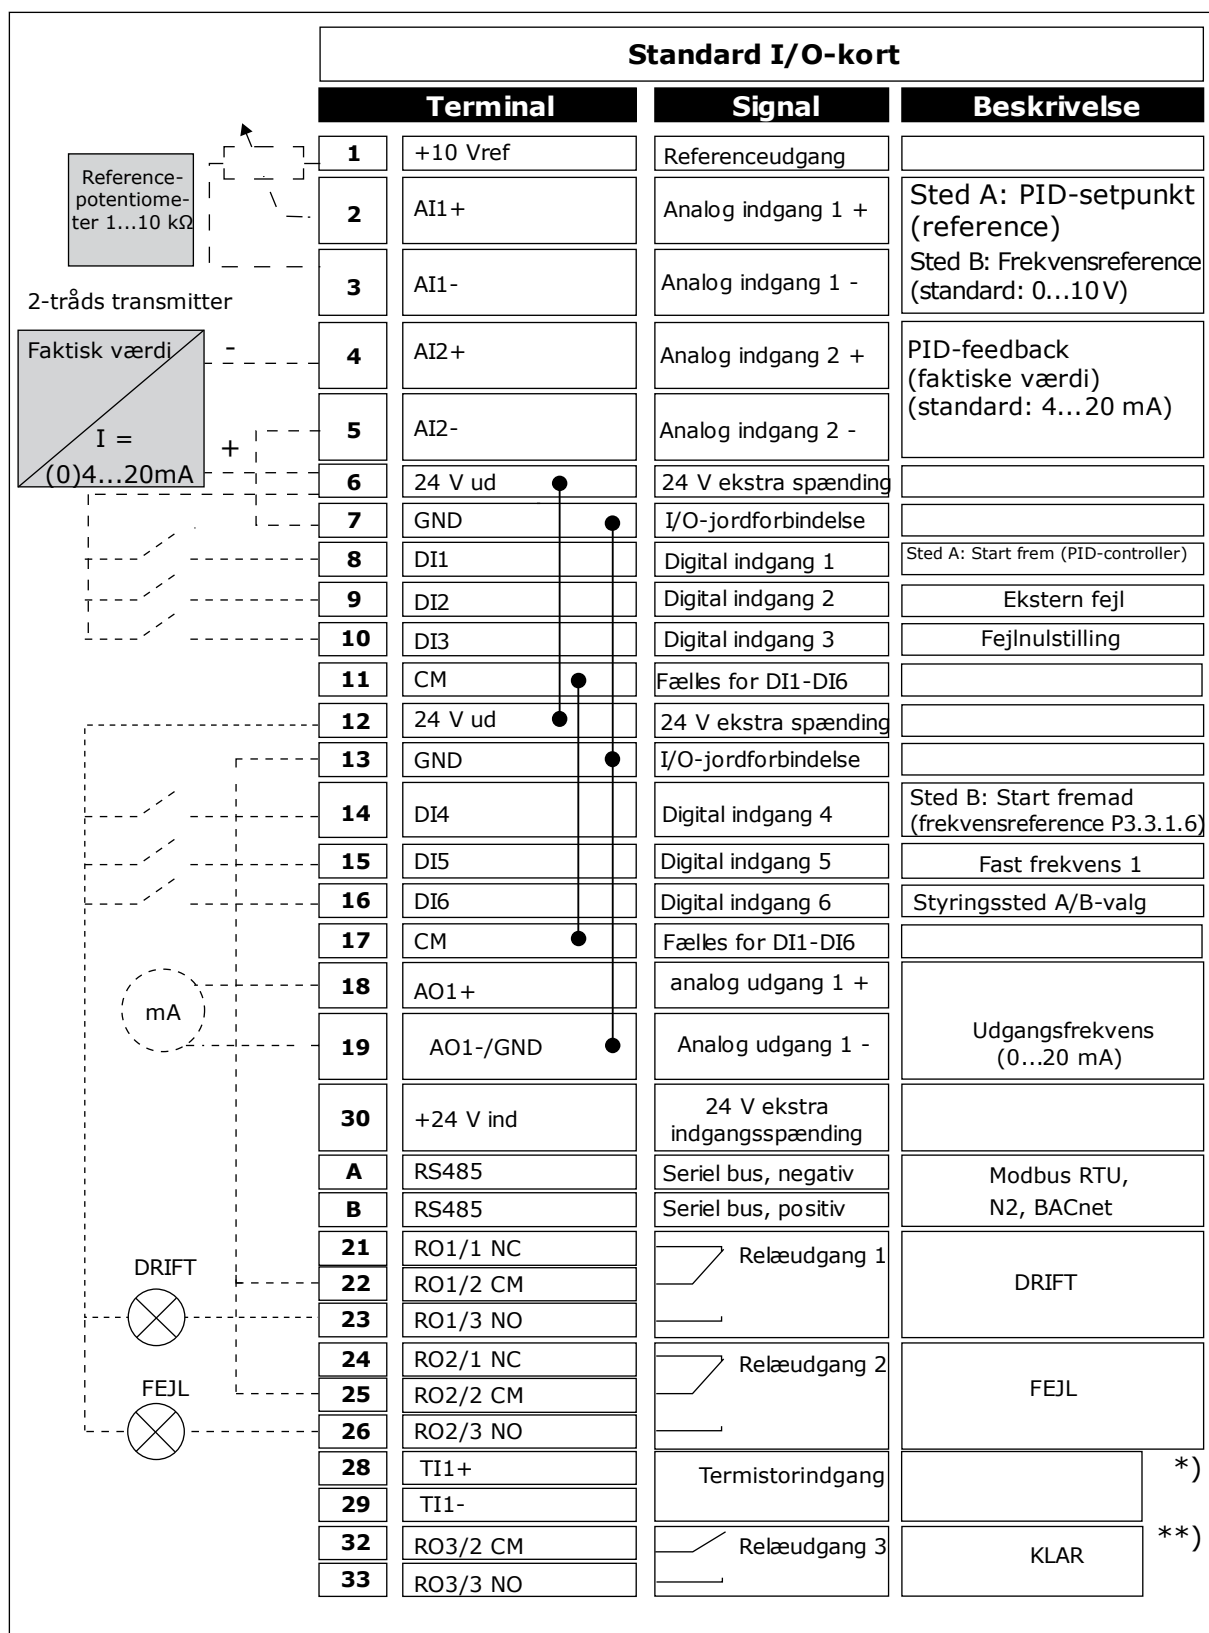 Standard I/O-kort
Terminal Signal Beskrivelse
Reference-
potentiome-
ter 1...10 kΩ
1 +10 Vref Referenceudgang
2 AI1+ Analog indgang 1 +
3 AI1- Analog indgang 1 -
Sted A: PID-setpunkt
(reference)
Sted B: Frekvensreference
(standard: 0...10 V)
2-tråds transmitter
Faktisk værdi
I =
(0)4...20mA
-
+
4 AI2+ Analog indgang 2 +
5 AI2- Analog indgang 2 -
PID-feedback
(faktiske værdi)
(standard: 4...20 mA)
6 24 V ud 24 V ekstra spænding
7 GND I/O-jordforbindelse
8 DI1 Digital indgang 1 Sted A: Start frem (PID-controller)
9 DI2 Digital indgang 2 Ekstern fejl
10 DI3 Digital indgang 3 Fejlnulstilling
11 CM Fælles for DI1-DI6
12 24 V ud 24 V ekstra spænding
13 GND I/O-jordforbindelse
14 DI4 Digital indgang 4
Sted B: Start fremad
(frekvensreference P3.3.1.6)
15 DI5 Digital indgang 5 Fast frekvens 1
16 DI6 Digital indgang 6 Styringssted A/B-valg
17 CM Fælles for DI1-DI6
mA
18 AO1+ analog udgang 1 +
19 AO1-/GND Analog udgang 1 -
Udgangsfrekvens
(0...20 mA)
30 +24 V ind
24 V ekstra
indgangsspænding
A RS485 Seriel bus, negativ
B RS485 Seriel bus, positiv
Modbus RTU,
N2, BACnet
DRIFT
21 RO1/1 NC Relæudgang 1
22 RO1/2 CM DRIFT
23 RO1/3 NO
FEJL
24 RO2/1 NC Relæudgang 2
25 RO2/2 CM FEJL
26 RO2/3 NO
28 TI1+ Termistorindgang *)
29 TI1-
32 RO3/2 CM Relæudgang 3 KLAR **)
33 RO3/3 NO